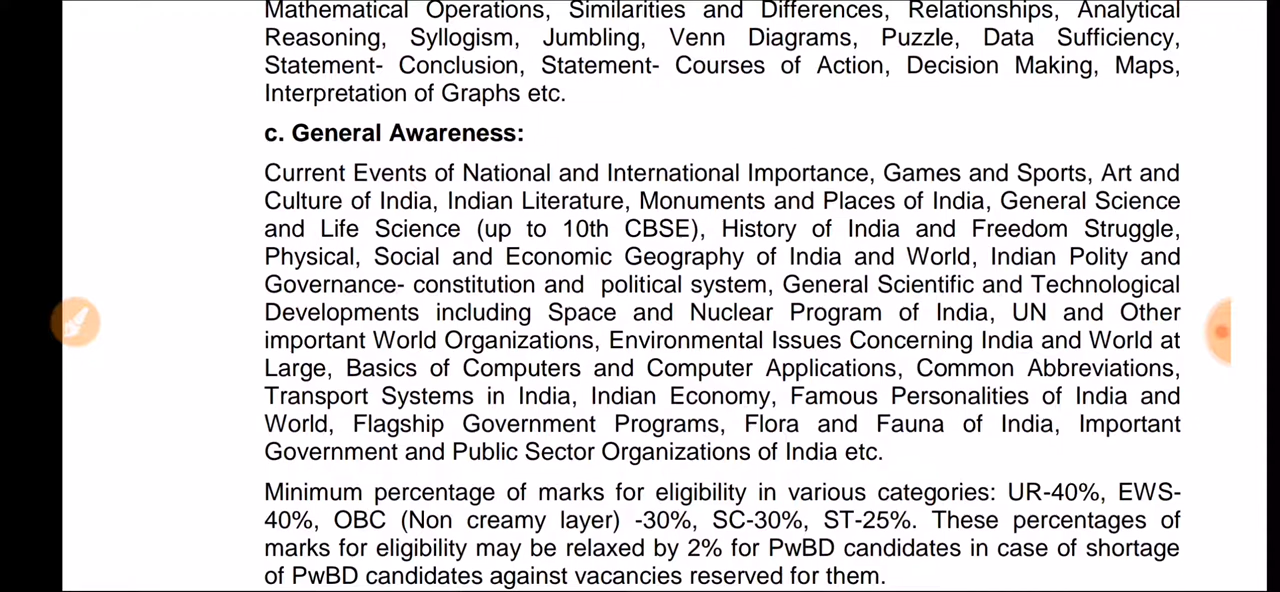 Mathematical Operations, Similarities and Differences, Relationships, Analytical
Reasoning, Syllogism, Jumbling, Venn Diagrams, Puzzle, Data Sufficiency,
Statement- Conclusion, Statement- Courses of Action, Decision Making, Maps,
Interpretation of Graphs etc.
c. General Awareness:
Current Events of National and International Importance, Games and Sports, Art and
Culture of India, Indian Literature, Monuments and Places of India, General Science
and Life Science (up to 10th CBSE), History of India and Freedom Struggle,
Physical, Social and Economic Geography of India and World, Indian Polity and
Governance- constitution and political system, General Scientific and Technological
Developments including Space and Nuclear Program of India, UN and Other
important World Organizations, Environmental Issues Concerning India and World at
Large, Basics of Computers and Computer Applications, Common Abbreviations,
Transport Systems in India, Indian Economy, Famous Personalities of India and
World, Flagship Government Programs, Flora and Fauna of India, Important
Government and Public Sector Organizations of India etc.
Minimum percentage of marks for eligibility in various categories: UR-40%, EWS-
40%, OBC (Non creamy layer) -30%, SC-30%, ST-25%. These percentages of
marks for eligibility may be relaxed by 2% for PwBD candidates in case of shortage
of PwBD candidates against vacancies reserved for them.